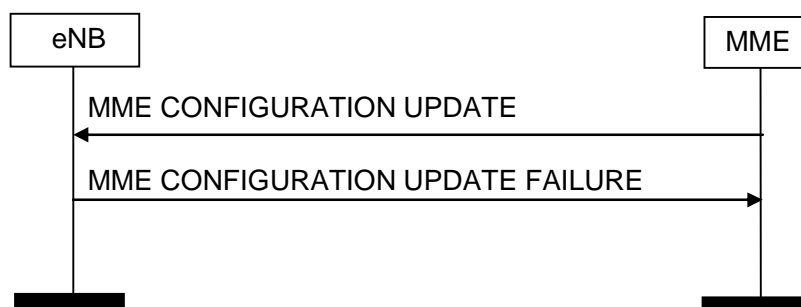 eNB
MME
MME CONFIGURATION UPDATE
MME CONFIGURATION UPDATE FAILURE